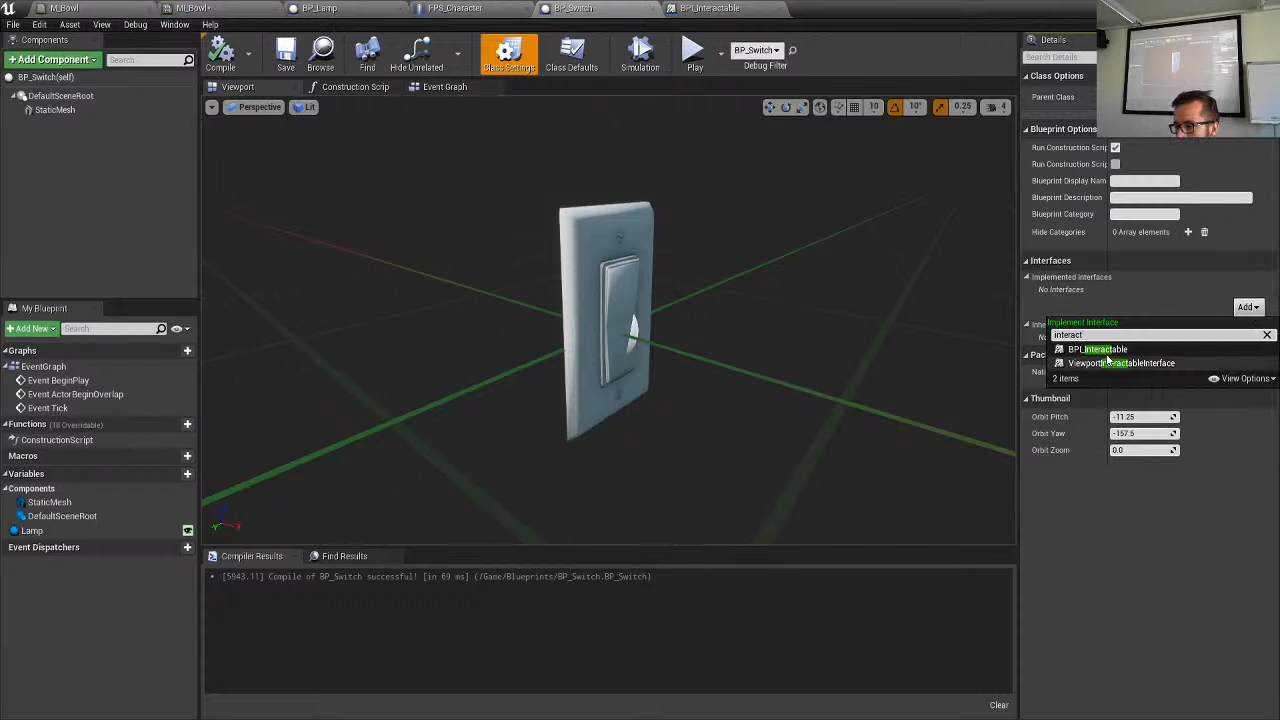 M_Bowl
MI_Bowl*
BP_Lamp
FPS_Character
BP_Switch
BP_Interactable
File
Edit
Asset
View
Debug
Window
Help
Components
+ Add Component
Search
BP_Switch(self)
DefaultSceneRoot
StaticMesh
Compile
Save
Browse
Find
Hide Unrelated
Class Settings
Class Defaults
Simulation
Play
BP_Switch
Debug Filter
Viewport
Construction Scrip
Event Graph
Perspective
Lit
10
10°
0.25
4
My Blueprint
+ Add New
Search
Graphs
EventGraph
Event BeginPlay
Event ActorBeginOverlap
Event Tick
Functions (18 Overridable)
ConstructionScript
Macros
Variables
Components
StaticMesh
DefaultSceneRoot
Lamp
Event Dispatchers
Compiler Results
Find Results
[5943.11] Compile of BP_Switch successful! [in 69 ms] (/Game/Blueprints/BP_Switch.BP_Switch)
Clear
Details
Search Details
Class Options
Parent Class
Blueprint Options
Run Construction Scrip
Run Construction Scrip
Blueprint Display Nam
Blueprint Description
Blueprint Category
Hide Categories
0 Array elements
Interfaces
Implemented Interfaces
No Interfaces
Add
Implement Interface
interact
BPI_Interactable
ViewportInteractableInterface
2 items
View Options
Thumbnail
Orbit Pitch
-11.25
Orbit Yaw
-157.5
Orbit Zoom
0.0